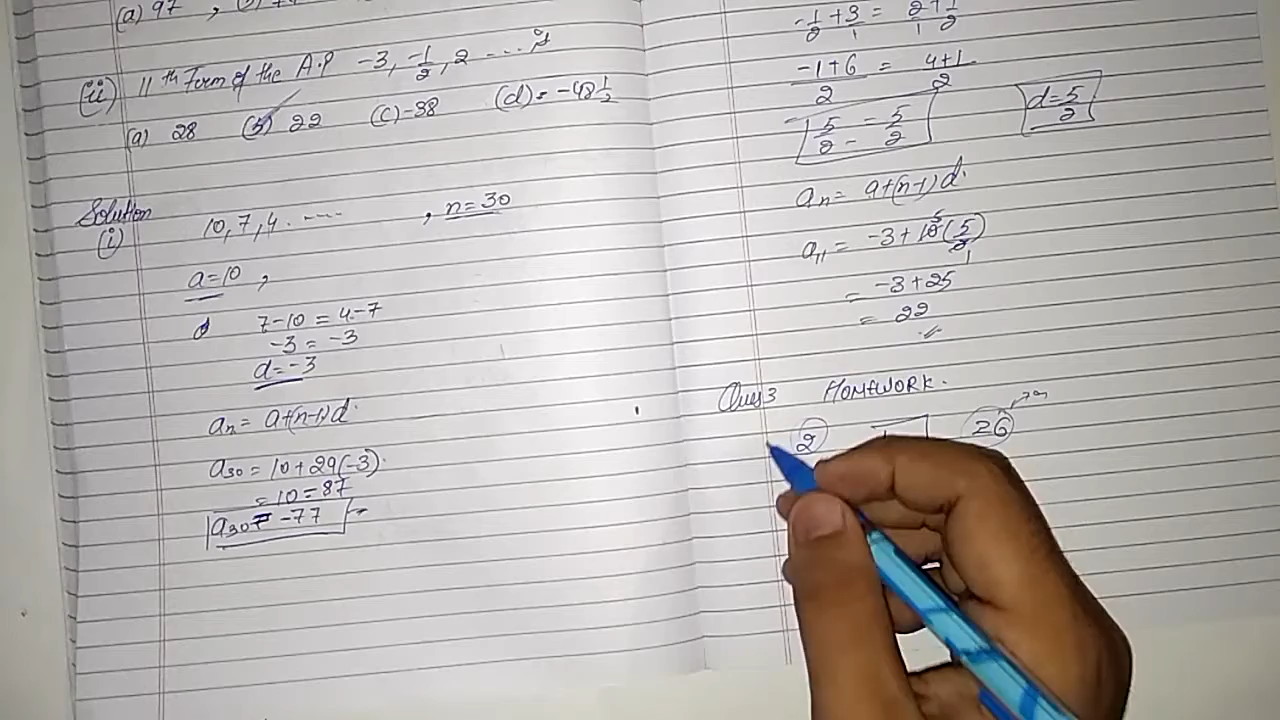 (a) 97 ,
(ii) 11th Term of the A.P -3, -1/2, 2 ...
(a) 28 (b) 22 (c) -38 (d) = -48 1/2
Solution
(i) 10, 7, 4 ..... , n=30
a=10 ,
d 7-10 = 4-7
-3 = -3
d=-3
an = a+(n-1)d.
a30 = 10+29(-3).
= 10=87
a30= -77
-1/2 + 3/1 = 2/1 + 1/2
-1+6/2 = 4+1/2
5/2 - 5/2
d=5/2
an = a+(n-1)d.
a11 = -3+10(5/2)
5
1
= -3+25
= 22
Ques 3 HOMEWORK.
2 26